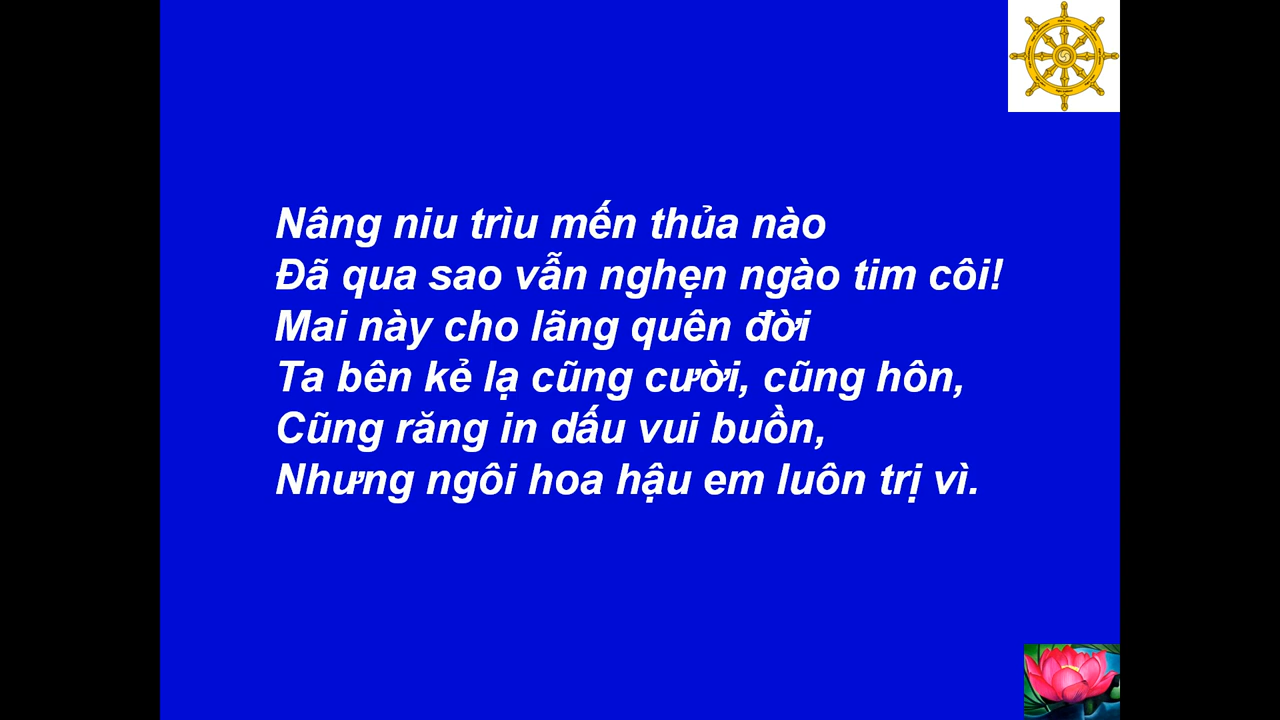 Nâng niu trìu mến thủa nào
Đã qua sao vẫn nghẹn ngào tim côi!
Mai này cho lãng quên đời
Ta bên kẻ lạ cũng cười, cũng hôn,
Cũng răng in dấu vui buồn,
Nhưng ngôi hoa hậu em luôn trị vì.